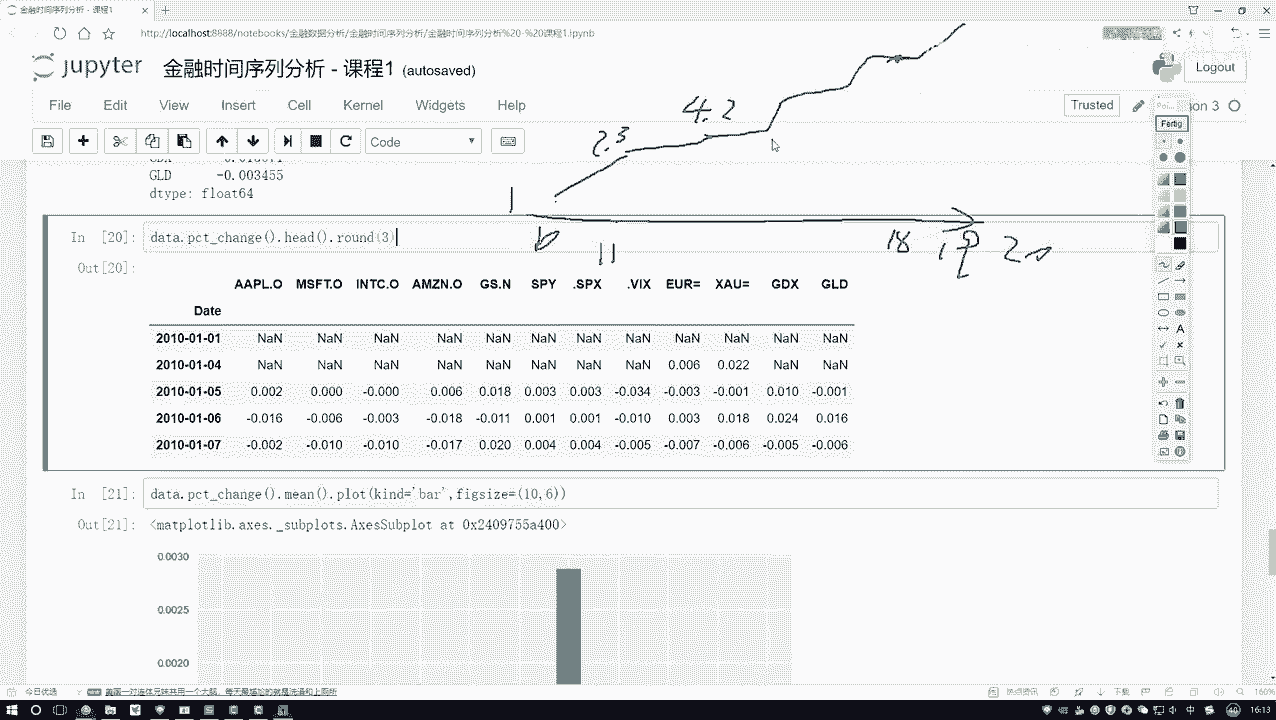 金融时间序列分析 - 课程1
http://localhost:8888/notebooks/金融数据分析/金融时间序列分析/金融时间序列分析%20-%20课程1.ipynb
jupyter 金融时间序列分析 - 课程1 (autosaved)
Logout
File Edit View Insert Cell Kernel Widgets Help
Trusted
on 3
Fertig
Code
GLD -0.003455
dtype: float64
2.3
4.2
1
10
11
18
19
20
In [20]: data.pct_change().head().round(3)
Out[20]:
AAPL.O MSFT.O INTC.O AMZN.O GS.N SPY .SPX .VIX EUR= XAU= GDX GLD
Date
2010-01-01 NaN NaN NaN NaN NaN NaN NaN NaN NaN NaN NaN NaN
2010-01-04 NaN NaN NaN NaN NaN NaN NaN NaN 0.006 0.022 NaN NaN
2010-01-05 0.002 0.000 -0.000 0.006 0.018 0.003 0.003 -0.034 -0.003 -0.001 0.010 -0.001
2010-01-06 -0.016 -0.006 -0.003 -0.018 -0.011 0.001 0.001 -0.010 0.003 0.018 0.024 0.016
2010-01-07 -0.002 -0.010 -0.010 -0.017 0.020 0.004 0.004 -0.005 -0.007 -0.006 -0.005 -0.006
In [21]: data.pct_change().mean().plot(kind='bar',figsize=(10,6))
Out[21]: <matplotlib.axes._subplots.AxesSubplot at 0x2409755a400>
0.0030
0.0025
0.0020
今日优选
热点资讯
下载
160%
中
16:13